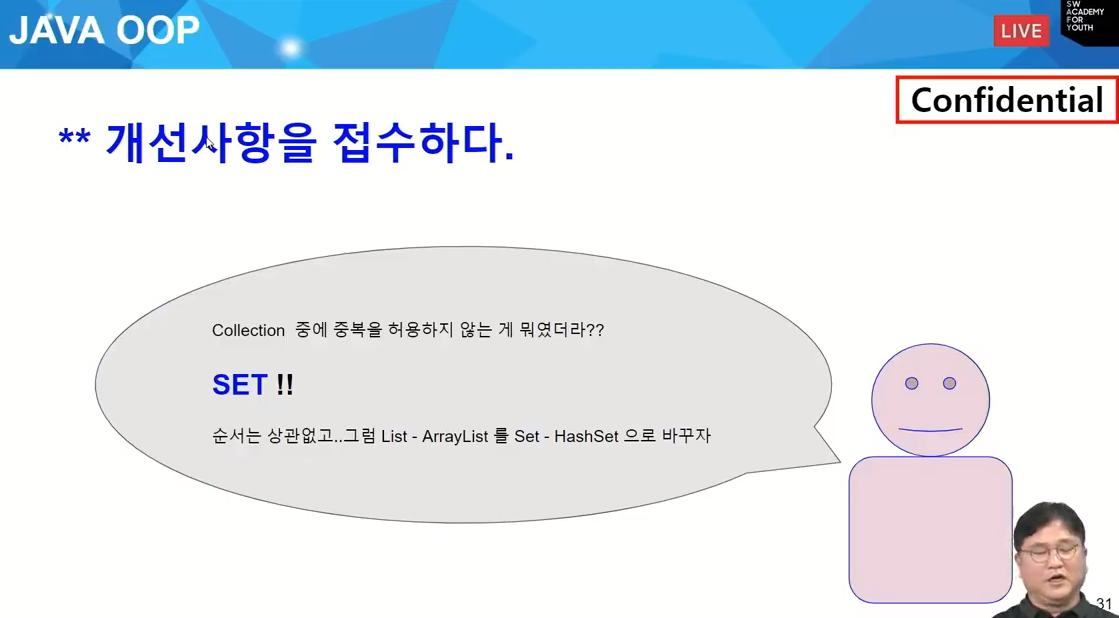 JAVA OOP
LIVE
SW
ACADEMY
FOR
YOUTH
Confidential
** 개선사항을 접수하다.
Collection 중에 중복을 허용하지 않는 게 뭐였더라??
SET !!
순서는 상관없고..그럼 List - ArrayList 를 Set - HashSet 으로 바꾸자
31